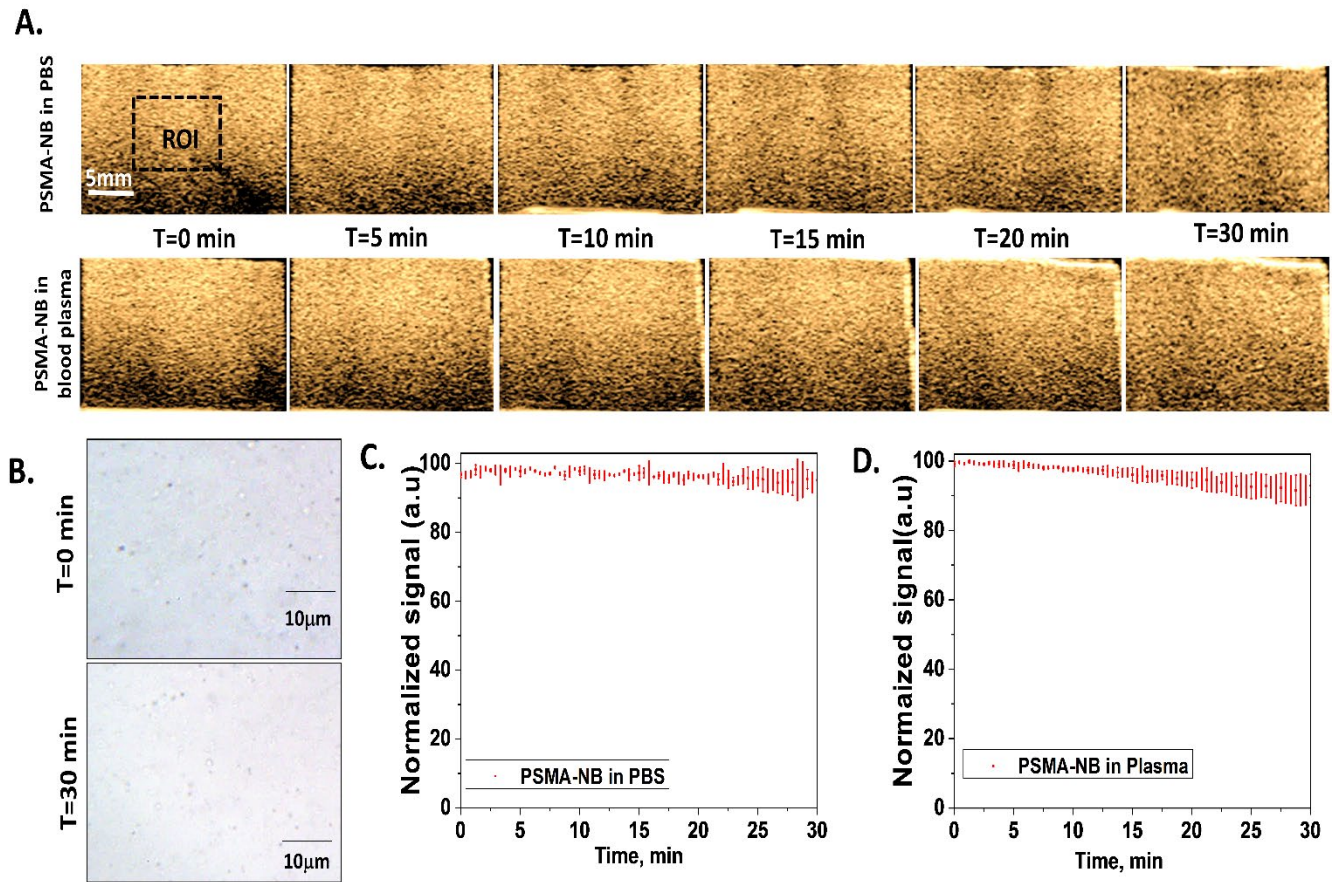 A.
PSMA-NB in PBS
ROI
5mm
T=0 min
T=5 min
T=10 min
T=15 min
T=20 min
T=30 min
PSMA-NB in
blood plasma
B.
T=0 min
10μm
T=30 min
10μm
C.
Normalized signal (a.u)
100
80
60
40
20
0
PSMA-NB in PBS
0
5
10
15
20
25
30
Time, min
D.
Normaized signal(a.u)
100
80
60
40
20
0
PSMA-NB in Plasma
0
5
10
15
20
25
30
Time, min